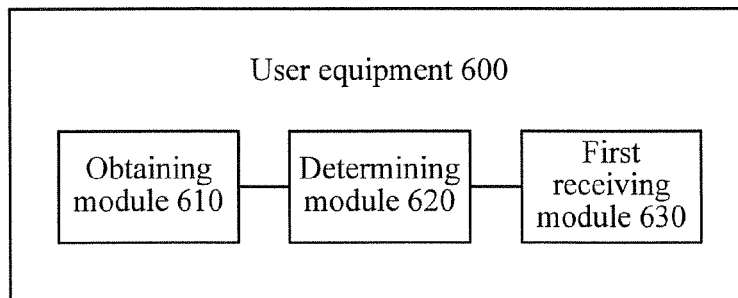 User equipment 600
Obtaining
module 610
Determining
module 620
First
receiving
module 630